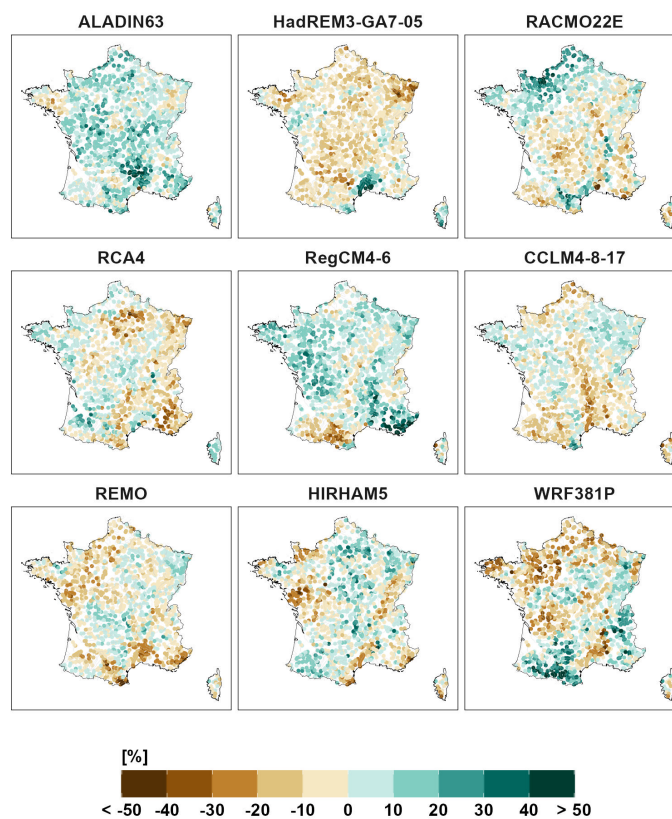 ALADIN63 HadREM3-GA7-05 RACMO22E
RCA4 RegCM4-6 CCLM4-8-17
REMO HIRHAM5 WRF381P
[%]
< -50 -40 -30 -20 -10 0 10 20 30 40 > 50